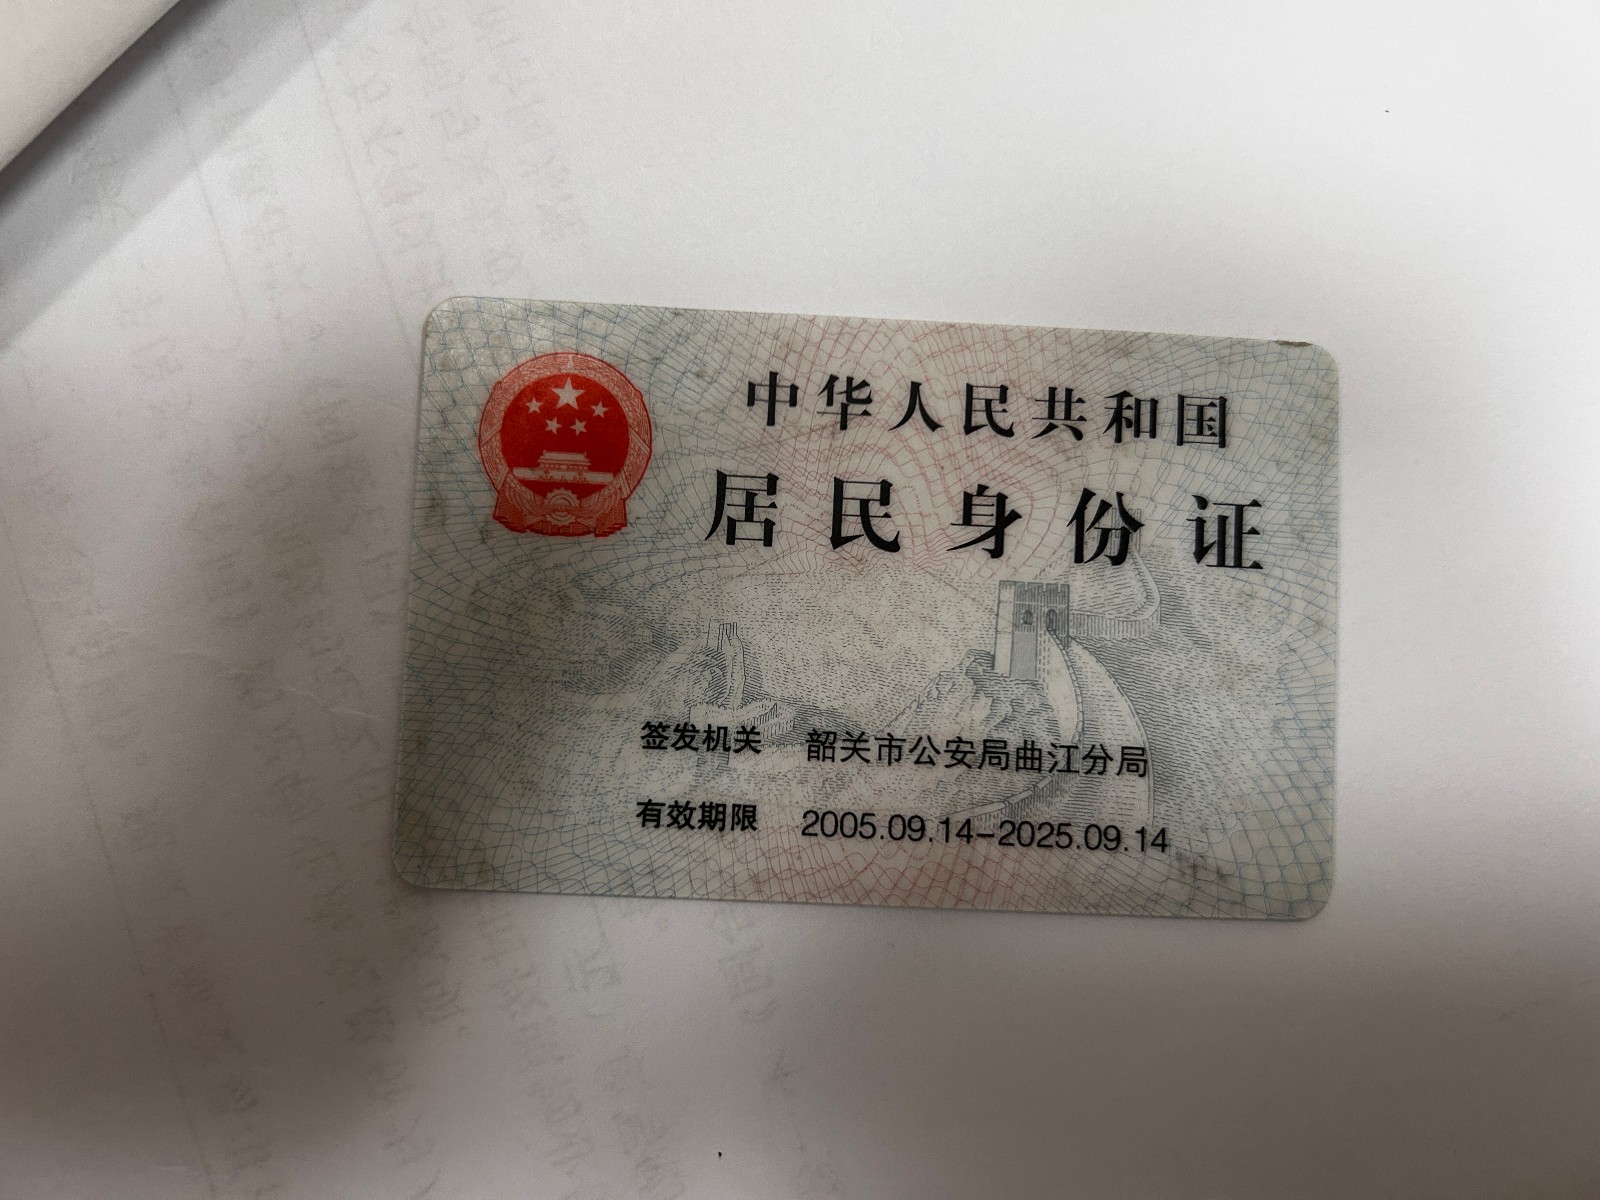 中华人民共和国
居民身份证
签发机关 韶关市公安局曲江分局
有效期限 2005.09.14-2025.09.14